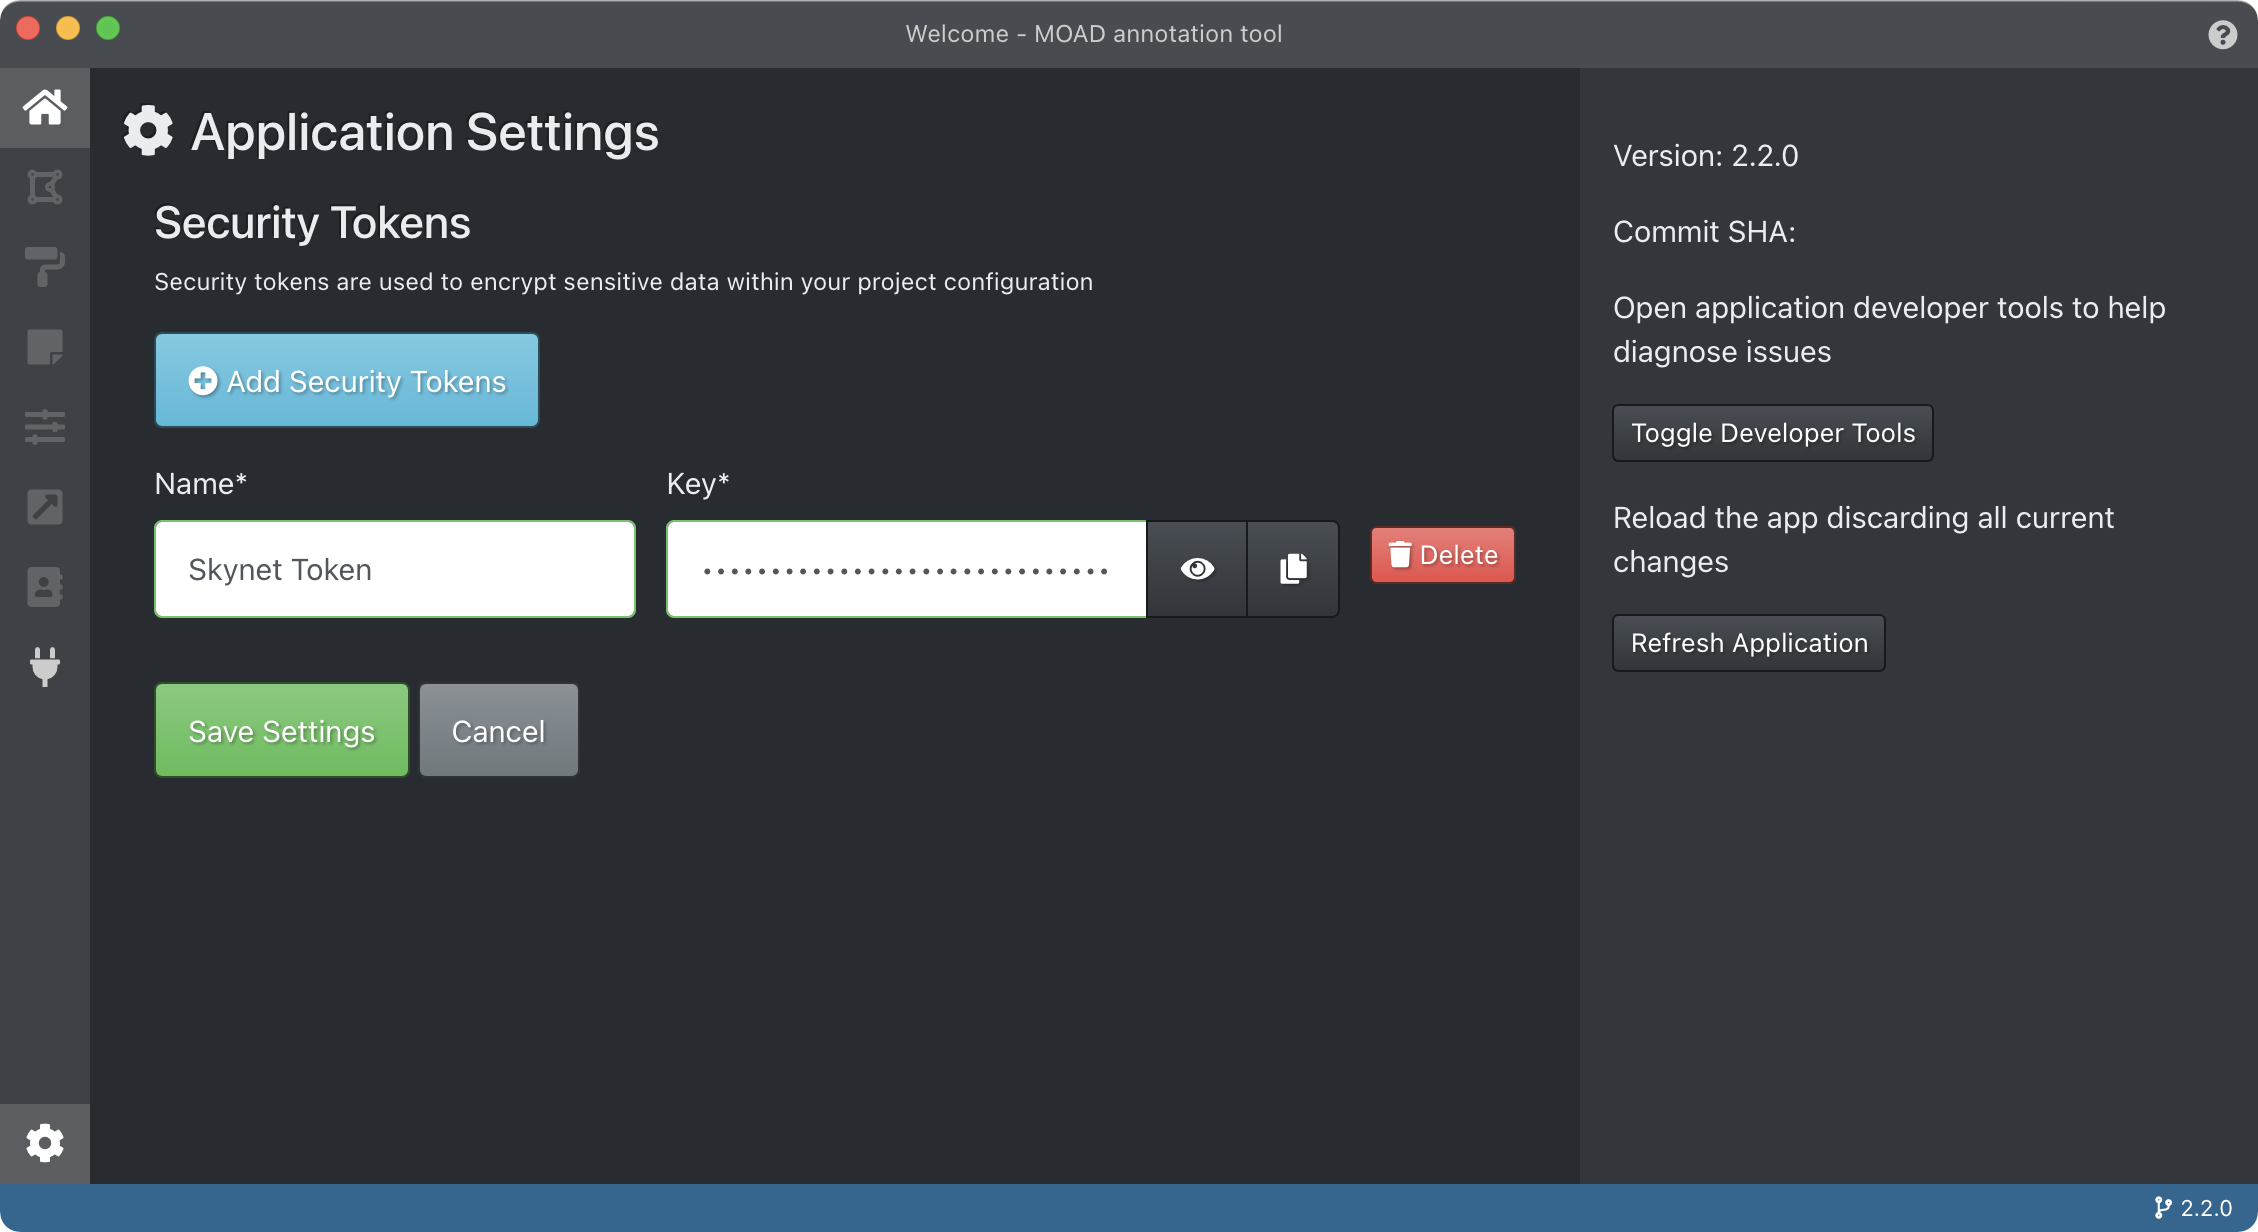 Welcome - MOAD annotation tool
Application Settings
Security Tokens
Security tokens are used to encrypt sensitive data within your project configuration
Add Security Tokens
Name*
Key*
Skynet Token
••••••••••••••••••••••••••••••
Delete
Save Settings
Cancel
Version: 2.2.0
Commit SHA:
Open application developer tools to help
diagnose issues
Toggle Developer Tools
Reload the app discarding all current
changes
Refresh Application
2.2.0